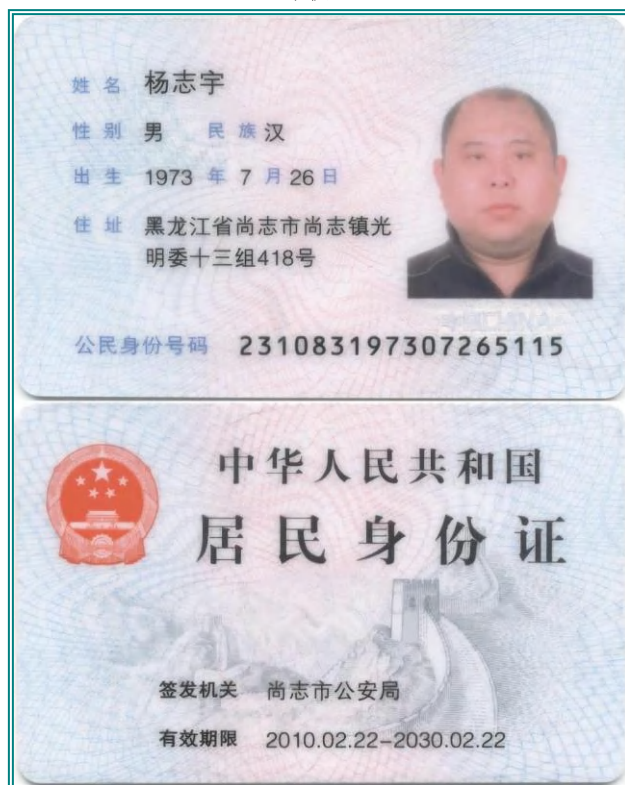 姓名 杨志宇
性别 男 民族 汉
出生 1973 年 7 月 26 日
住址 黑龙江省尚志市尚志镇光
明委十三组418号
公民身份号码 231083197307265115
中华人民共和国
居民身份证
签发机关 尚志市公安局
有效期限 2010.02.22-2030.02.22